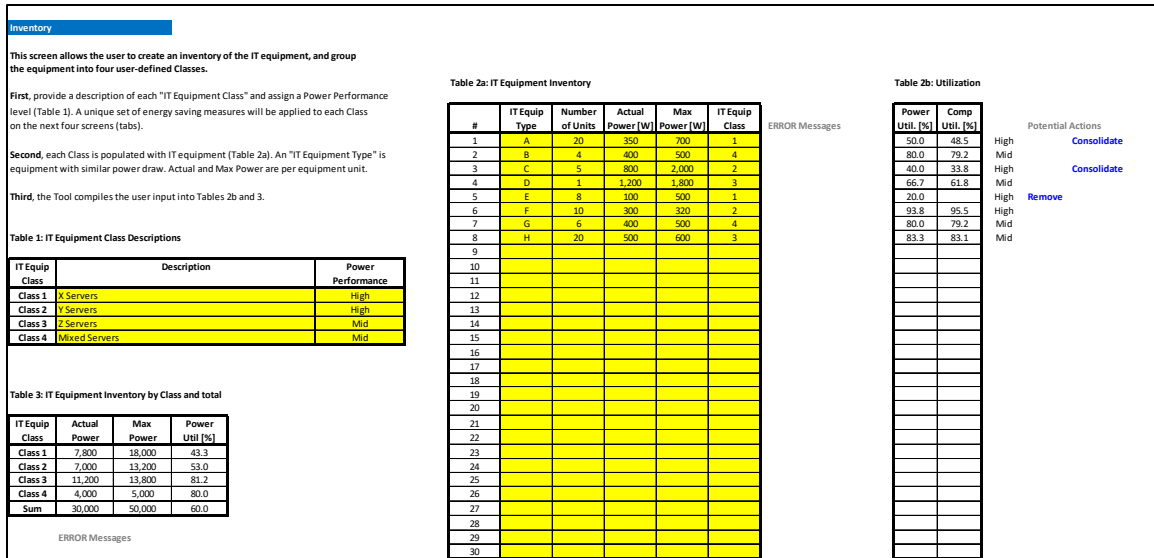 Inventory
This screen allows the user to create an inventory of the IT equipment, and group
the equipment into four user-defined Classes.
First, provide a description of each "IT Equipment Class" and assign a Power Performance
level (Table 1). A unique set of energy saving measures will be applied to each Class
on the next four screens (tabs).
Second, each Class is populated with IT equipment (Table 2a). An "IT Equipment Type" is
equipment with similar power draw. Actual and Max Power are per equipment unit.
Third, the Tool compiles the user input into Tables 2b and 3.
Table 1: IT Equipment Class Descriptions
IT Equip Description Power
Class Performance
Class 1 X Servers High
Class 2 Y Servers High
Class 3 Z Servers Mid
Class 4 Mixed Servers Mid
Table 3: IT Equipment Inventory by Class and total
IT Equip Actual Max Power
Class Power Power Util [%]
Class 1 7,800 18,000 43.3
Class 2 7,000 13,200 53.0
Class 3 11,200 13,800 81.2
Class 4 4,000 5,000 80.0
Sum 30,000 50,000 60.0
ERROR Messages
Table 2a: IT Equipment Inventory
IT Equip Number Actual Max IT Equip
# Type of Units Power [W] Power [W] Class ERROR Messages
1 A 20 350 700 1
2 B 4 400 500 4
3 C 5 800 2,000 2
4 D 1 1,200 1,800 3
5 E 8 100 500 1
6 F 10 300 320 2
7 G 6 400 500 4
8 H 20 500 600 3
9
10
11
12
13
14
15
16
17
18
19
20
21
22
23
24
25
26
27
28
29
30
Table 2b: Utilization
Power Comp
Util. [%] Util. [%] Potential Actions
50.0 48.5 High Consolidate
80.0 79.2 Mid
40.0 33.8 High Consolidate
66.7 61.8 Mid
20.0 High Remove
93.8 95.5 High
80.0 79.2 Mid
83.3 83.1 Mid